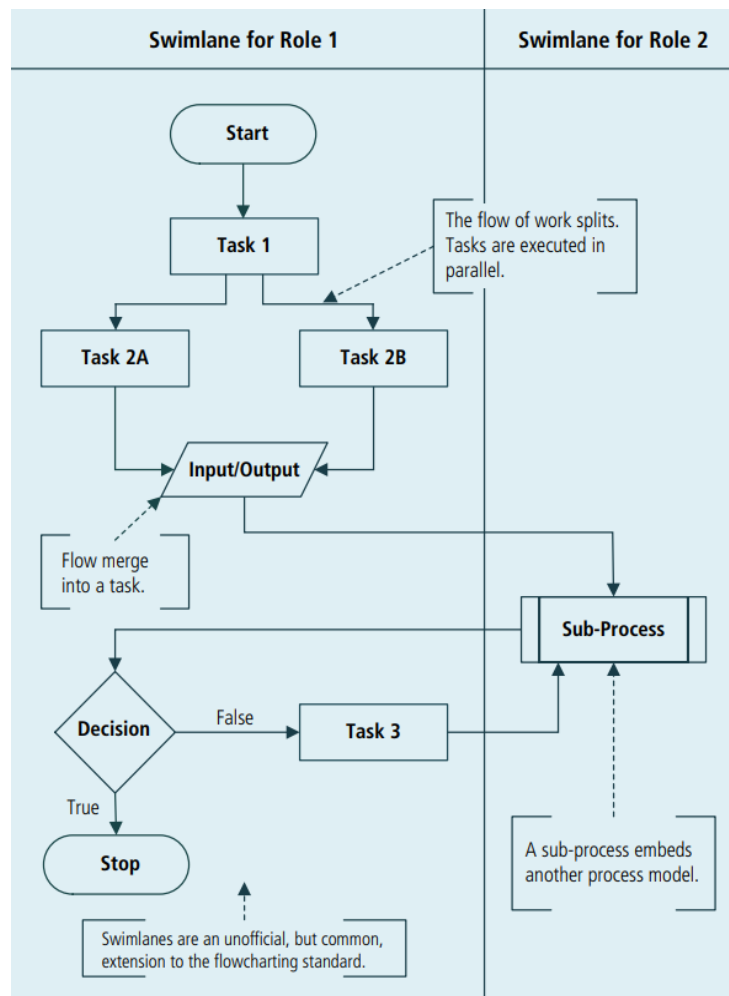 Swimlane for Role 1
Swimlane for Role 2
Start
The flow of work splits.
Tasks are executed in
parallel.
Task 1
Task 2A
Task 2B
Input/Output
Flow merge
into a task.
Sub-Process
Decision
False
Task 3
True
Stop
A sub-process embeds
another process model.
Swimlanes are an unofficial, but common,
extension to the flowcharting standard.